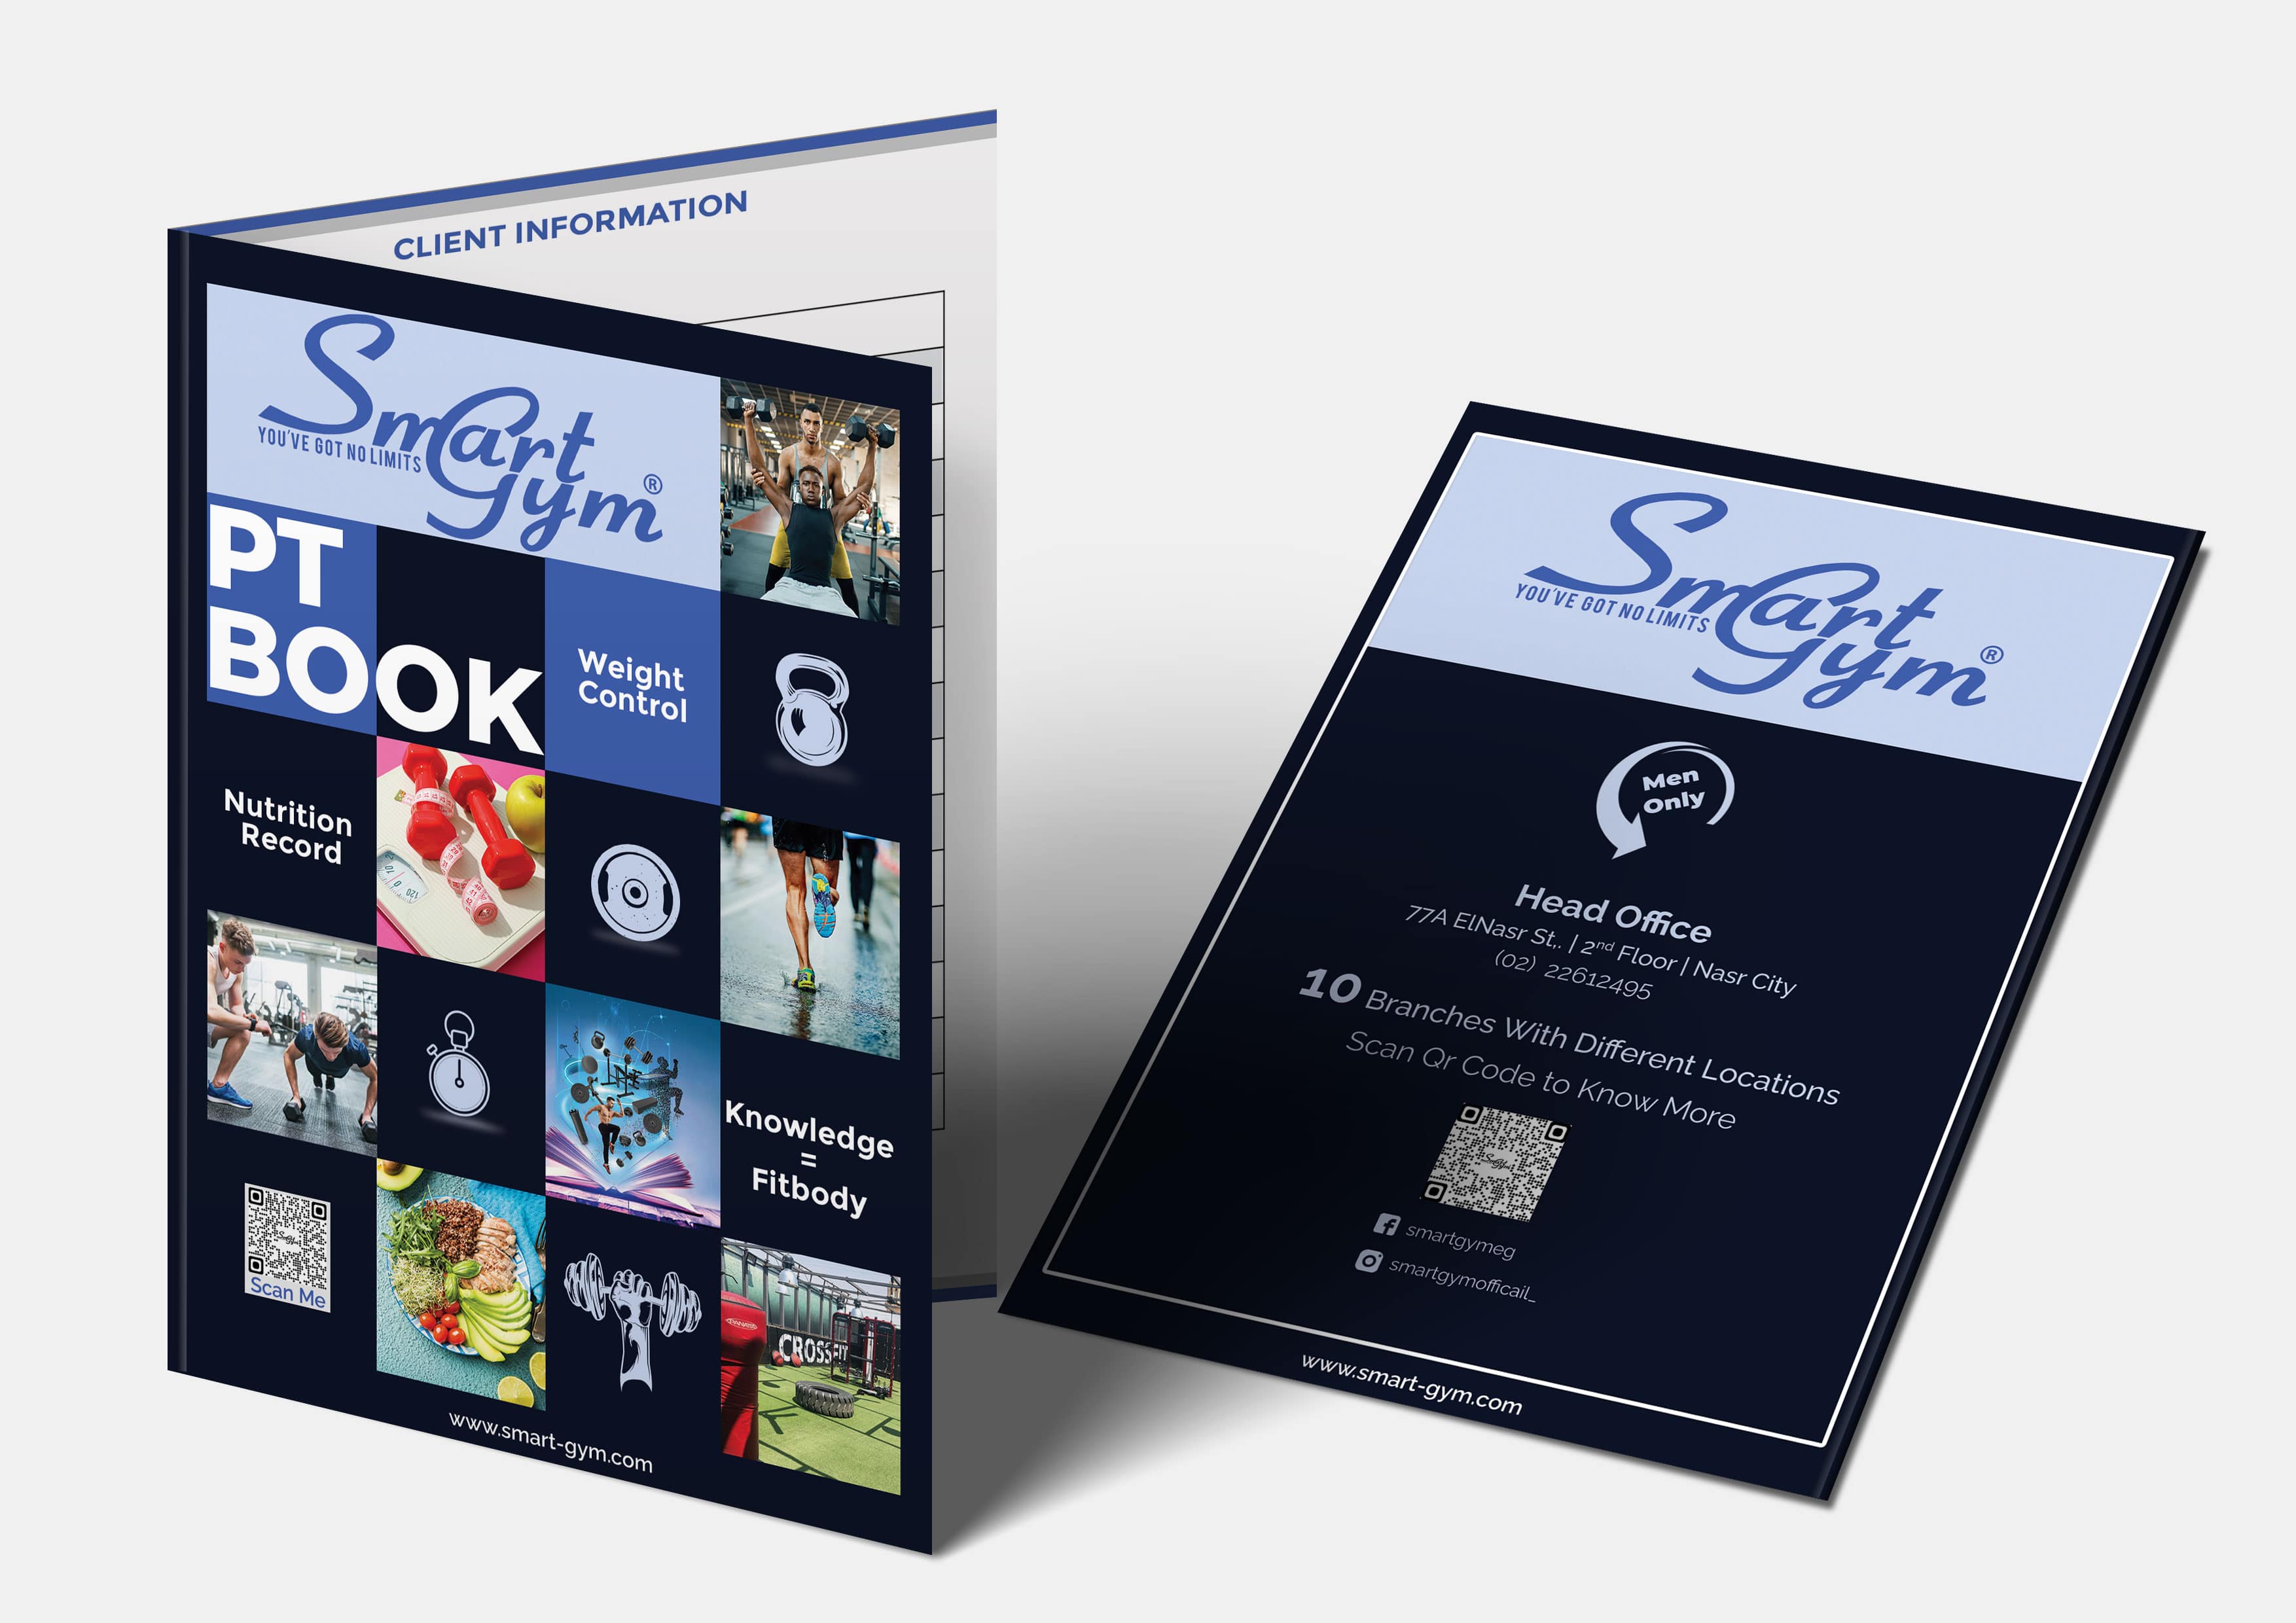 CLIENT INFORMATION
Smart
YOU'VE GOT NO LIMITS
gym®
PT
BOOK
Weight
Control
Nutrition
Record
Knowledge
=
Fitbody
Scan Me
PANATTA
CROSSFIT
www.smart-gym.com
Smart
YOU'VE GOT NO LIMITS
gym®
Men
Only
Head Office
77A ElNasr St,. | 2nd Floor | Nasr City
(02) 22612495
10 Branches With Different Locations
Scan Qr Code to Know More
SmartGym
smartgymeg
smartgymofficail_
www.smart-gym.com